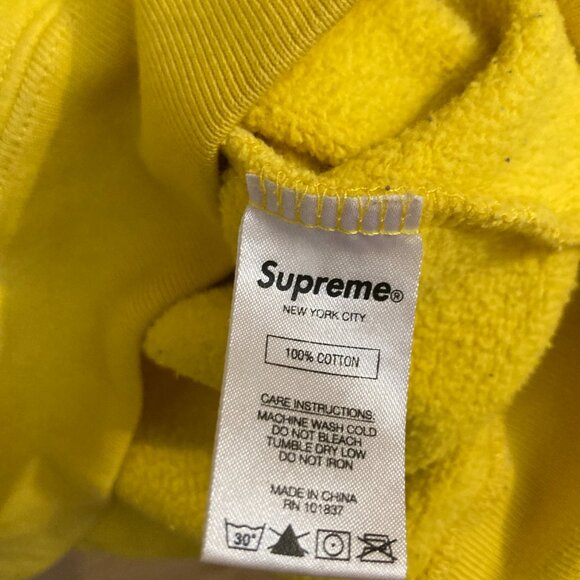 Supreme®
NEW YORK CITY
100% COTTON
CARE INSTRUCTIONS:
MACHINE WASH COLD
DO NOT BLEACH
TUMBLE DRY LOW
DO NOT IRON
MADE IN CHINA
RN 101837
30°